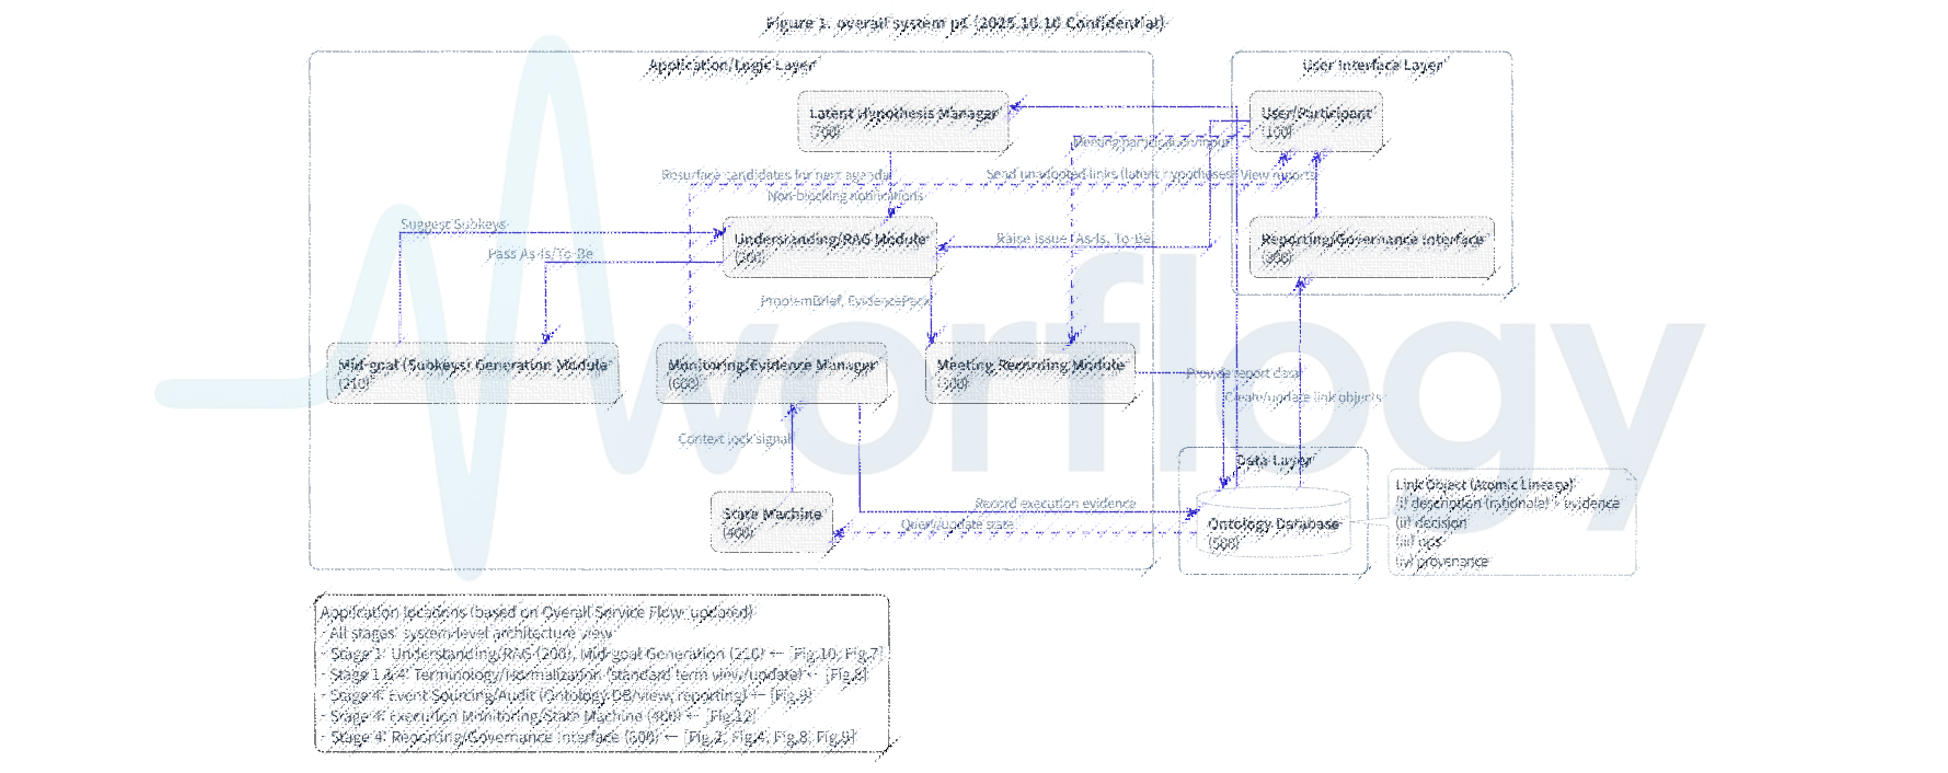 Figure 1. overall system (2025.10.10 Confidential)
Application/Logic Layer
User Interface Layer
Latent Hypothesis Manager
(700)
User/Participant
(100)
Meeting participation/input
Resurface candidates for next agenda
Send unadopted links (latent hypotheses)
View reports
Non-blocking notifications
Suggest Subkeys
Understanding/RAG Module
(200)
Raise issue (As-Is, To-Be)
Reporting/Governance Interface
Pass As-Is/To-Be
ProblemBrief, EvidencePack
Mid-goal (Subkeys) Generation Module
(210)
Monitoring/Evidence Manager
(600)
Meeting Recording Module
(300)
Provide report data
Create/update link objects
Context lock signal
Data Layer
State Machine
(400)
Record execution evidence
Query/update state
Ontology Database
(500)
Link Object (Atomic Lineage)
(i) description (rationale) evidence
(ii) decision
(iii) ops
(iv) provenance
worflogy
Application locations (based on Overall Service Flow, updated)
- All stages: system-level architecture view
- Stage 1: Understanding/RAG (200), Mid-goal Generation (210) ← [Fig.10, Fig.7]
- Stage 1 & 4: Terminology/Normalization (standard term view/update) ← [Fig.8]
- Stage 4: Event Sourcing/Audit (Ontology DB/view, reporting) ← [Fig.9]
- Stage 4: Execution Monitoring/State Machine (400) ← [Fig.12]
- Stage 4: Reporting/Governance Interface ← [Fig.2, Fig.4, Fig.8, Fig.9]